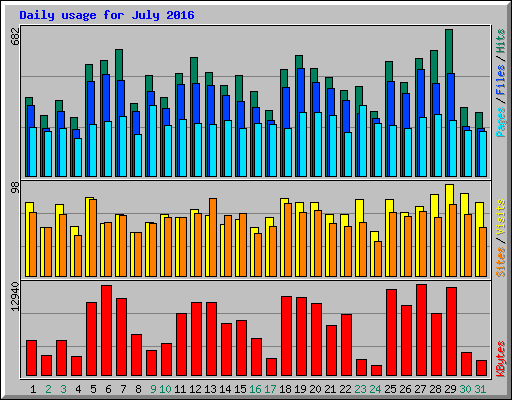 Daily usage for July 2016
682
Pages / Files / Hits
98
Sites / Visits
12940
KBytes
1 2 3 4 5 6 7 8 9 10 11 12 13 14 15 16 17 18 19 20 21 22 23 24 25 26 27 28 29 30 31